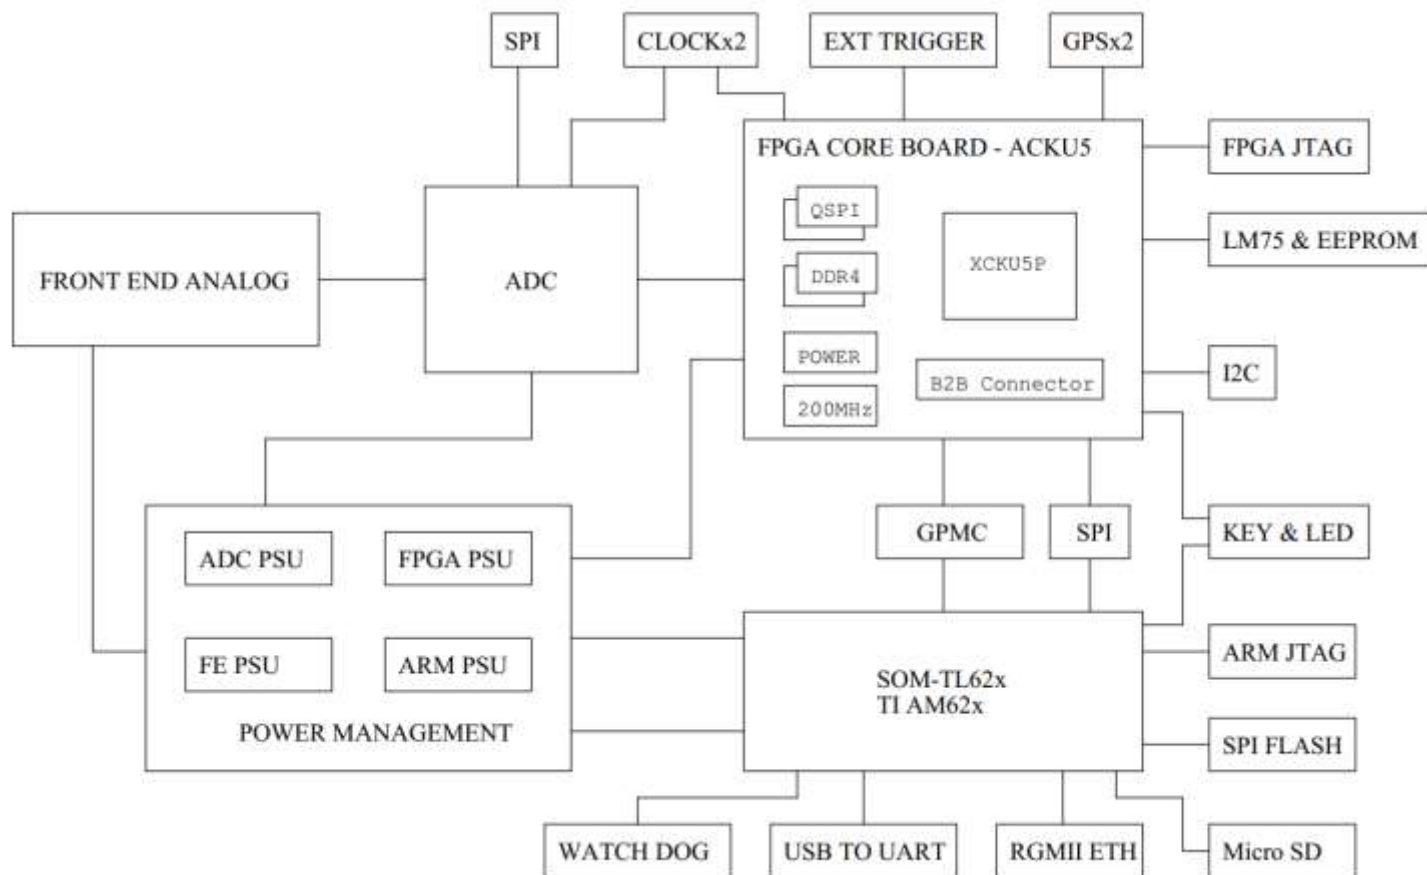 SPI
CLOCKx2
EXT TRIGGER
GPSx2
FPGA CORE BOARD - ACKU5
FPGA JTAG
QSPI
LM75 & EEPROM
XCKU5P
FRONT END ANALOG
ADC
DDR4
POWER
B2B Connector
I2C
200MHz
GPMC
SPI
KEY & LED
ADC PSU
FPGA PSU
FE PSU
ARM PSU
ARM JTAG
SOM-TL62x
TI AM62x
POWER MANAGEMENT
SPI FLASH
WATCH DOG
USB TO UART
RGMII ETH
Micro SD